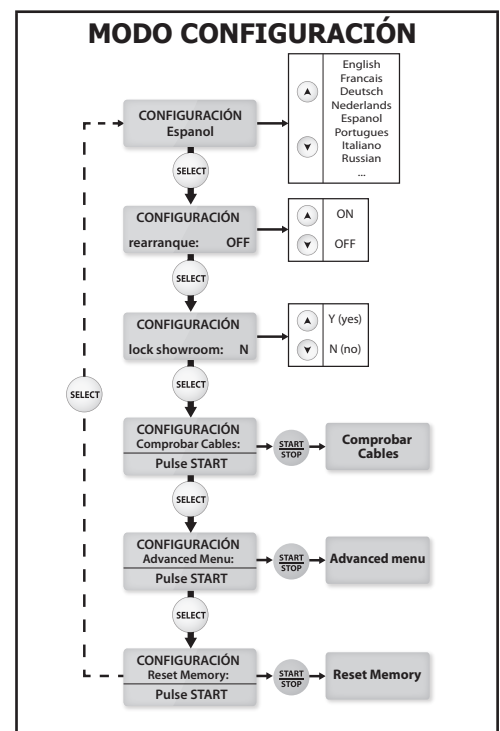 MODO CONFIGURACIÓN
CONFIGURACIÓN
Espanol
English
Francais
Deutsch
Nederlands
Espanol
Portugues
Italiano
Russian
...
SELECT
CONFIGURACIÓN
rearranque: OFF
ON
OFF
SELECT
CONFIGURACIÓN
lock showroom: N
Y (yes)
N (no)
SELECT
SELECT
CONFIGURACIÓN
Comprobar Cables:
Pulse START
START
STOP
Comprobar
Cables
SELECT
CONFIGURACIÓN
Advanced Menu:
Pulse START
START
STOP
Advanced menu
SELECT
CONFIGURACIÓN
Reset Memory:
Pulse START
START
STOP
Reset Memory